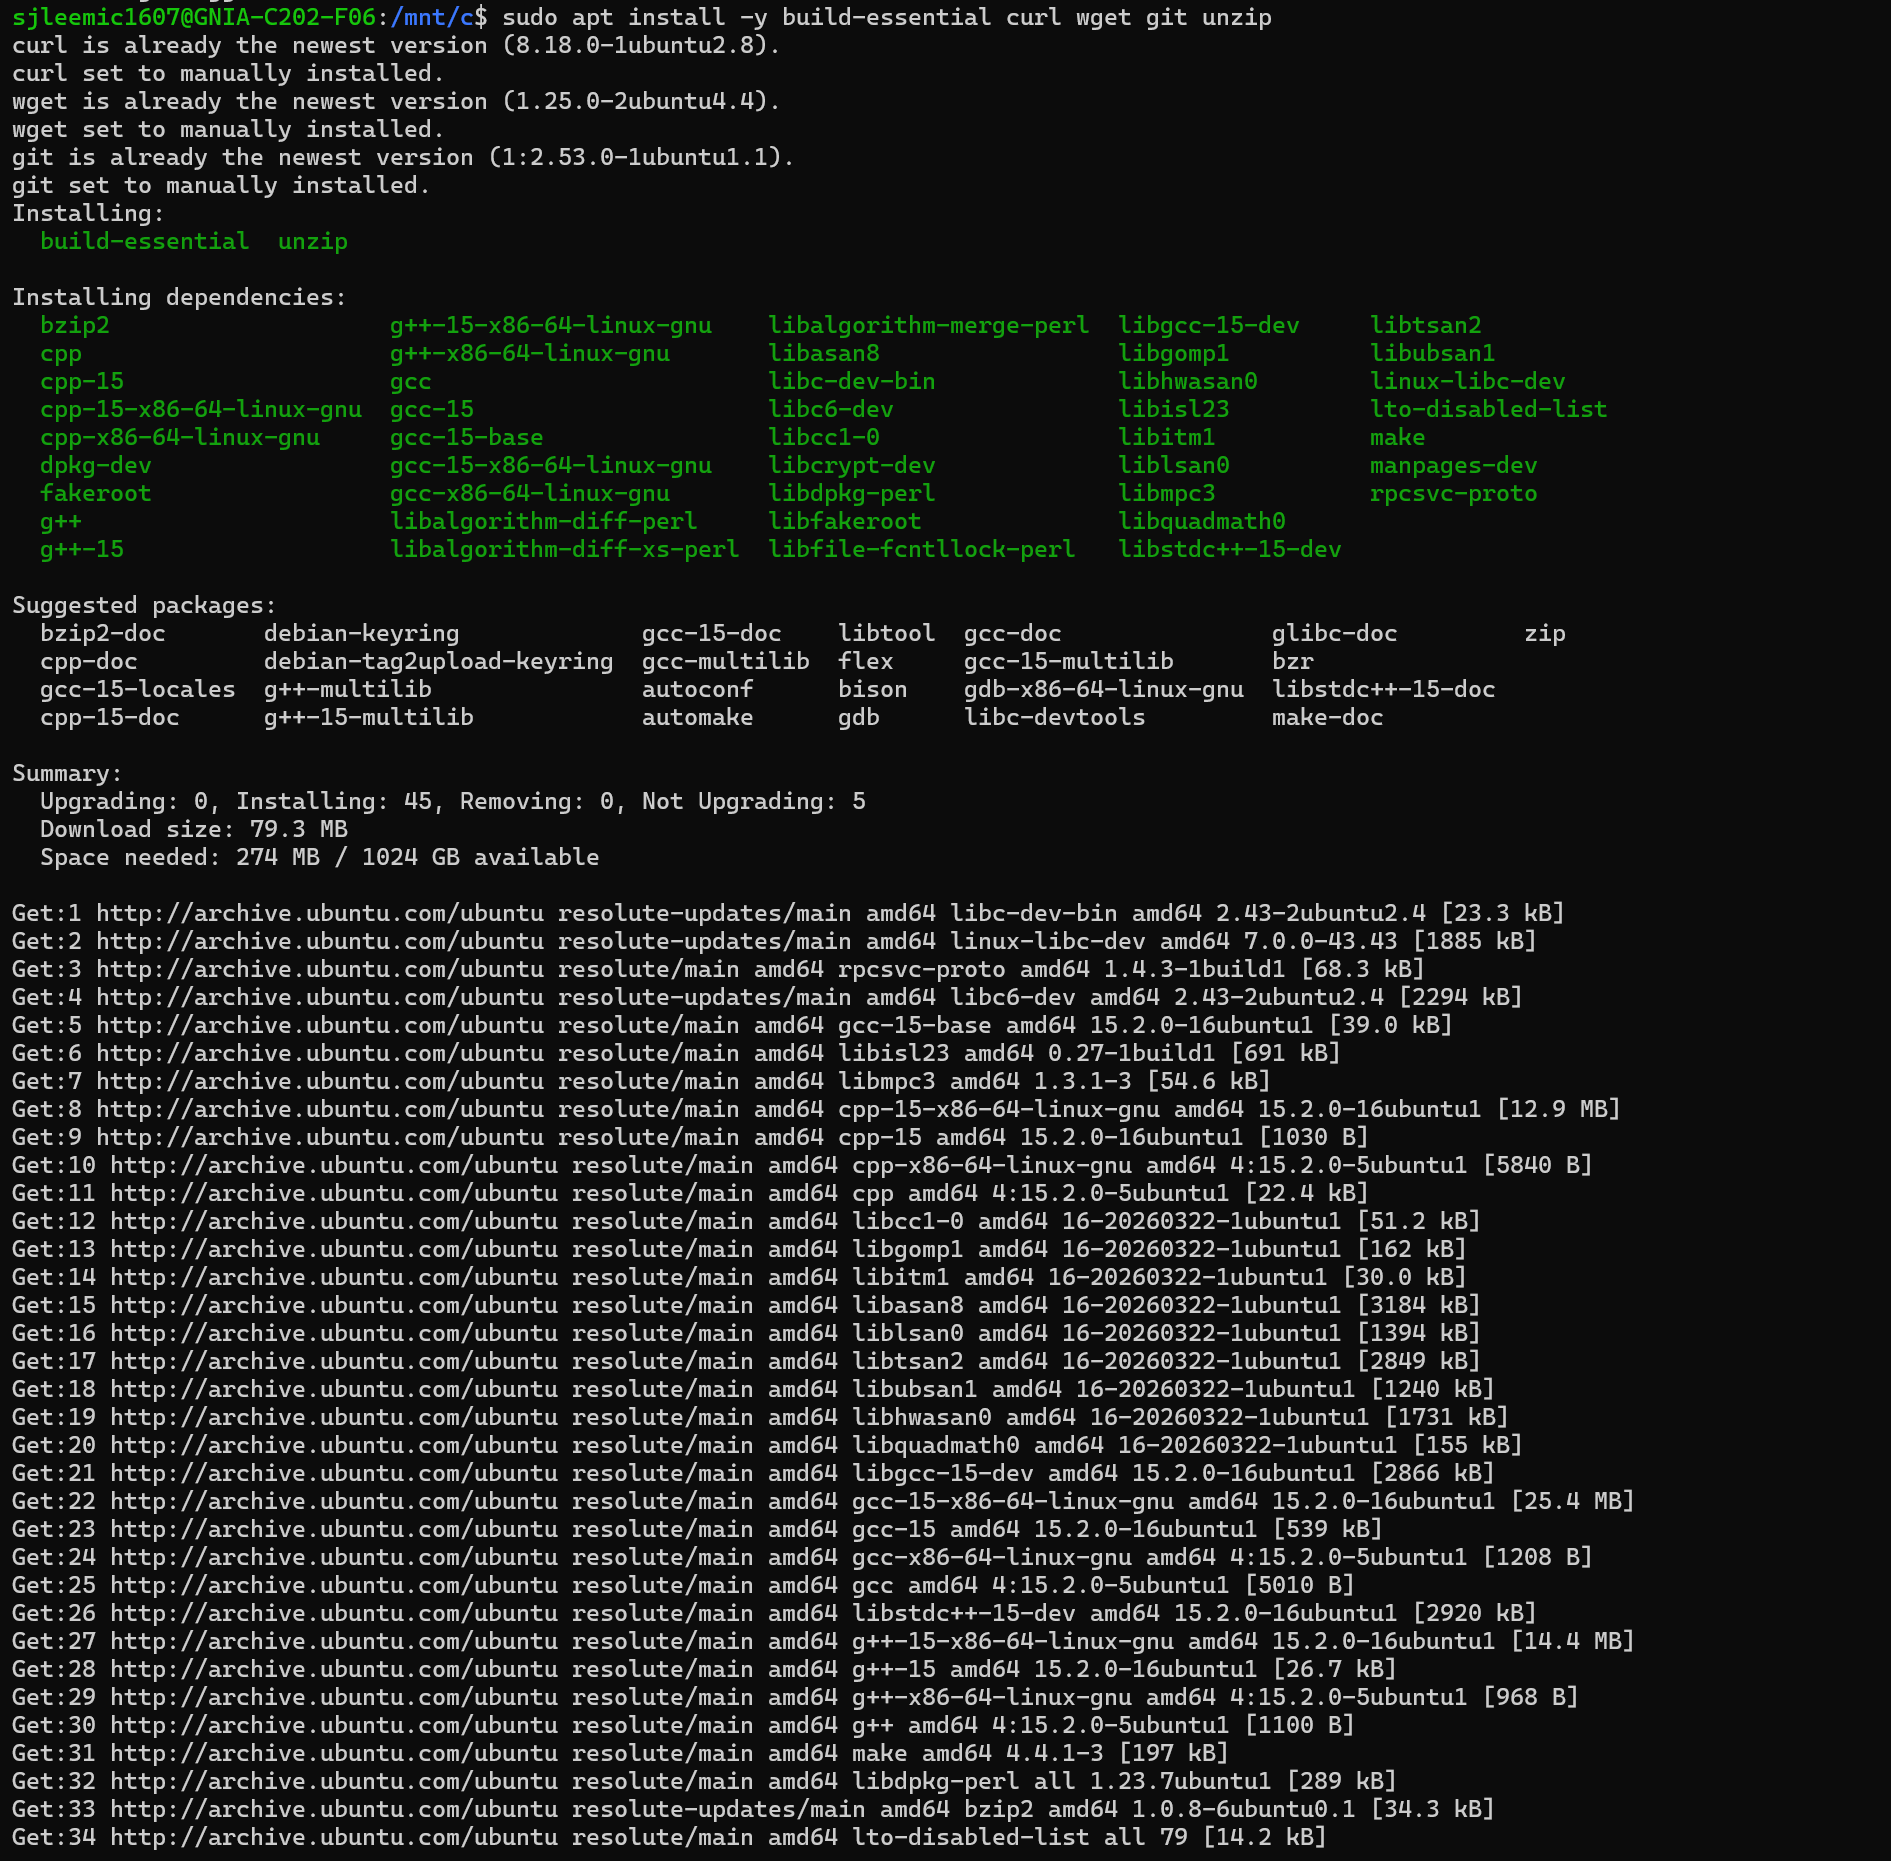 sjleemic1607@GNIA-C202-F06:/mnt/c$ sudo apt install -y build-essential curl wget git unzip
curl is already the newest version (8.18.0-1ubuntu2.8).
curl set to manually installed.
wget is already the newest version (1.25.0-2ubuntu4.4).
wget set to manually installed.
git is already the newest version (1:2.53.0-1ubuntu1.1).
git set to manually installed.
Installing:
  build-essential  unzip

Installing dependencies:
  bzip2                    g++-15-x86-64-linux-gnu    libalgorithm-merge-perl  libgcc-15-dev     libtsan2
  cpp                      g++-x86-64-linux-gnu       libasan8                 libgomp1          libubsan1
  cpp-15                   gcc                        libc-dev-bin             libhwasan0        linux-libc-dev
  cpp-15-x86-64-linux-gnu  gcc-15                     libc6-dev                libisl23          lto-disabled-list
  cpp-x86-64-linux-gnu     gcc-15-base                libcc1-0                 libitm1           make
  dpkg-dev                 gcc-15-x86-64-linux-gnu    libcrypt-dev             liblsan0          manpages-dev
  fakeroot                 gcc-x86-64-linux-gnu       libdpkg-perl             libmpc3           rpcsvc-proto
  g++                      libalgorithm-diff-perl     libfakeroot              libquadmath0
  g++-15                   libalgorithm-diff-xs-perl  libfile-fcntllock-perl   libstdc++-15-dev

Suggested packages:
  bzip2-doc       debian-keyring             gcc-15-doc    libtool  gcc-doc               glibc-doc         zip
  cpp-doc         debian-tag2upload-keyring  gcc-multilib  flex     gcc-15-multilib       bzr
  gcc-15-locales  g++-multilib               autoconf      bison    gdb-x86-64-linux-gnu  libstdc++-15-doc
  cpp-15-doc      g++-15-multilib            automake      gdb      libc-devtools         make-doc

Summary:
  Upgrading: 0, Installing: 45, Removing: 0, Not Upgrading: 5
  Download size: 79.3 MB
  Space needed: 274 MB / 1024 GB available

Get:1 http://archive.ubuntu.com/ubuntu resolute-updates/main amd64 libc-dev-bin amd64 2.43-2ubuntu2.4 [23.3 kB]
Get:2 http://archive.ubuntu.com/ubuntu resolute-updates/main amd64 linux-libc-dev amd64 7.0.0-43.43 [1885 kB]
Get:3 http://archive.ubuntu.com/ubuntu resolute/main amd64 rpcsvc-proto amd64 1.4.3-1build1 [68.3 kB]
Get:4 http://archive.ubuntu.com/ubuntu resolute-updates/main amd64 libc6-dev amd64 2.43-2ubuntu2.4 [2294 kB]
Get:5 http://archive.ubuntu.com/ubuntu resolute/main amd64 gcc-15-base amd64 15.2.0-16ubuntu1 [39.0 kB]
Get:6 http://archive.ubuntu.com/ubuntu resolute/main amd64 libisl23 amd64 0.27-1build1 [691 kB]
Get:7 http://archive.ubuntu.com/ubuntu resolute/main amd64 libmpc3 amd64 1.3.1-3 [54.6 kB]
Get:8 http://archive.ubuntu.com/ubuntu resolute/main amd64 cpp-15-x86-64-linux-gnu amd64 15.2.0-16ubuntu1 [12.9 MB]
Get:9 http://archive.ubuntu.com/ubuntu resolute/main amd64 cpp-15 amd64 15.2.0-16ubuntu1 [1030 B]
Get:10 http://archive.ubuntu.com/ubuntu resolute/main amd64 cpp-x86-64-linux-gnu amd64 4:15.2.0-5ubuntu1 [5840 B]
Get:11 http://archive.ubuntu.com/ubuntu resolute/main amd64 cpp amd64 4:15.2.0-5ubuntu1 [22.4 kB]
Get:12 http://archive.ubuntu.com/ubuntu resolute/main amd64 libcc1-0 amd64 16-20260322-1ubuntu1 [51.2 kB]
Get:13 http://archive.ubuntu.com/ubuntu resolute/main amd64 libgomp1 amd64 16-20260322-1ubuntu1 [162 kB]
Get:14 http://archive.ubuntu.com/ubuntu resolute/main amd64 libitm1 amd64 16-20260322-1ubuntu1 [30.0 kB]
Get:15 http://archive.ubuntu.com/ubuntu resolute/main amd64 libasan8 amd64 16-20260322-1ubuntu1 [3184 kB]
Get:16 http://archive.ubuntu.com/ubuntu resolute/main amd64 liblsan0 amd64 16-20260322-1ubuntu1 [1394 kB]
Get:17 http://archive.ubuntu.com/ubuntu resolute/main amd64 libtsan2 amd64 16-20260322-1ubuntu1 [2849 kB]
Get:18 http://archive.ubuntu.com/ubuntu resolute/main amd64 libubsan1 amd64 16-20260322-1ubuntu1 [1240 kB]
Get:19 http://archive.ubuntu.com/ubuntu resolute/main amd64 libhwasan0 amd64 16-20260322-1ubuntu1 [1731 kB]
Get:20 http://archive.ubuntu.com/ubuntu resolute/main amd64 libquadmath0 amd64 16-20260322-1ubuntu1 [155 kB]
Get:21 http://archive.ubuntu.com/ubuntu resolute/main amd64 libgcc-15-dev amd64 15.2.0-16ubuntu1 [2866 kB]
Get:22 http://archive.ubuntu.com/ubuntu resolute/main amd64 gcc-15-x86-64-linux-gnu amd64 15.2.0-16ubuntu1 [25.4 MB]
Get:23 http://archive.ubuntu.com/ubuntu resolute/main amd64 gcc-15 amd64 15.2.0-16ubuntu1 [539 kB]
Get:24 http://archive.ubuntu.com/ubuntu resolute/main amd64 gcc-x86-64-linux-gnu amd64 4:15.2.0-5ubuntu1 [1208 B]
Get:25 http://archive.ubuntu.com/ubuntu resolute/main amd64 gcc amd64 4:15.2.0-5ubuntu1 [5010 B]
Get:26 http://archive.ubuntu.com/ubuntu resolute/main amd64 libstdc++-15-dev amd64 15.2.0-16ubuntu1 [2920 kB]
Get:27 http://archive.ubuntu.com/ubuntu resolute/main amd64 g++-15-x86-64-linux-gnu amd64 15.2.0-16ubuntu1 [14.4 MB]
Get:28 http://archive.ubuntu.com/ubuntu resolute/main amd64 g++-15 amd64 15.2.0-16ubuntu1 [26.7 kB]
Get:29 http://archive.ubuntu.com/ubuntu resolute/main amd64 g++-x86-64-linux-gnu amd64 4:15.2.0-5ubuntu1 [968 B]
Get:30 http://archive.ubuntu.com/ubuntu resolute/main amd64 g++ amd64 4:15.2.0-5ubuntu1 [1100 B]
Get:31 http://archive.ubuntu.com/ubuntu resolute/main amd64 make amd64 4.4.1-3 [197 kB]
Get:32 http://archive.ubuntu.com/ubuntu resolute/main amd64 libdpkg-perl all 1.23.7ubuntu1 [289 kB]
Get:33 http://archive.ubuntu.com/ubuntu resolute-updates/main amd64 bzip2 amd64 1.0.8-6ubuntu0.1 [34.3 kB]
Get:34 http://archive.ubuntu.com/ubuntu resolute/main amd64 lto-disabled-list all 79 [14.2 kB]